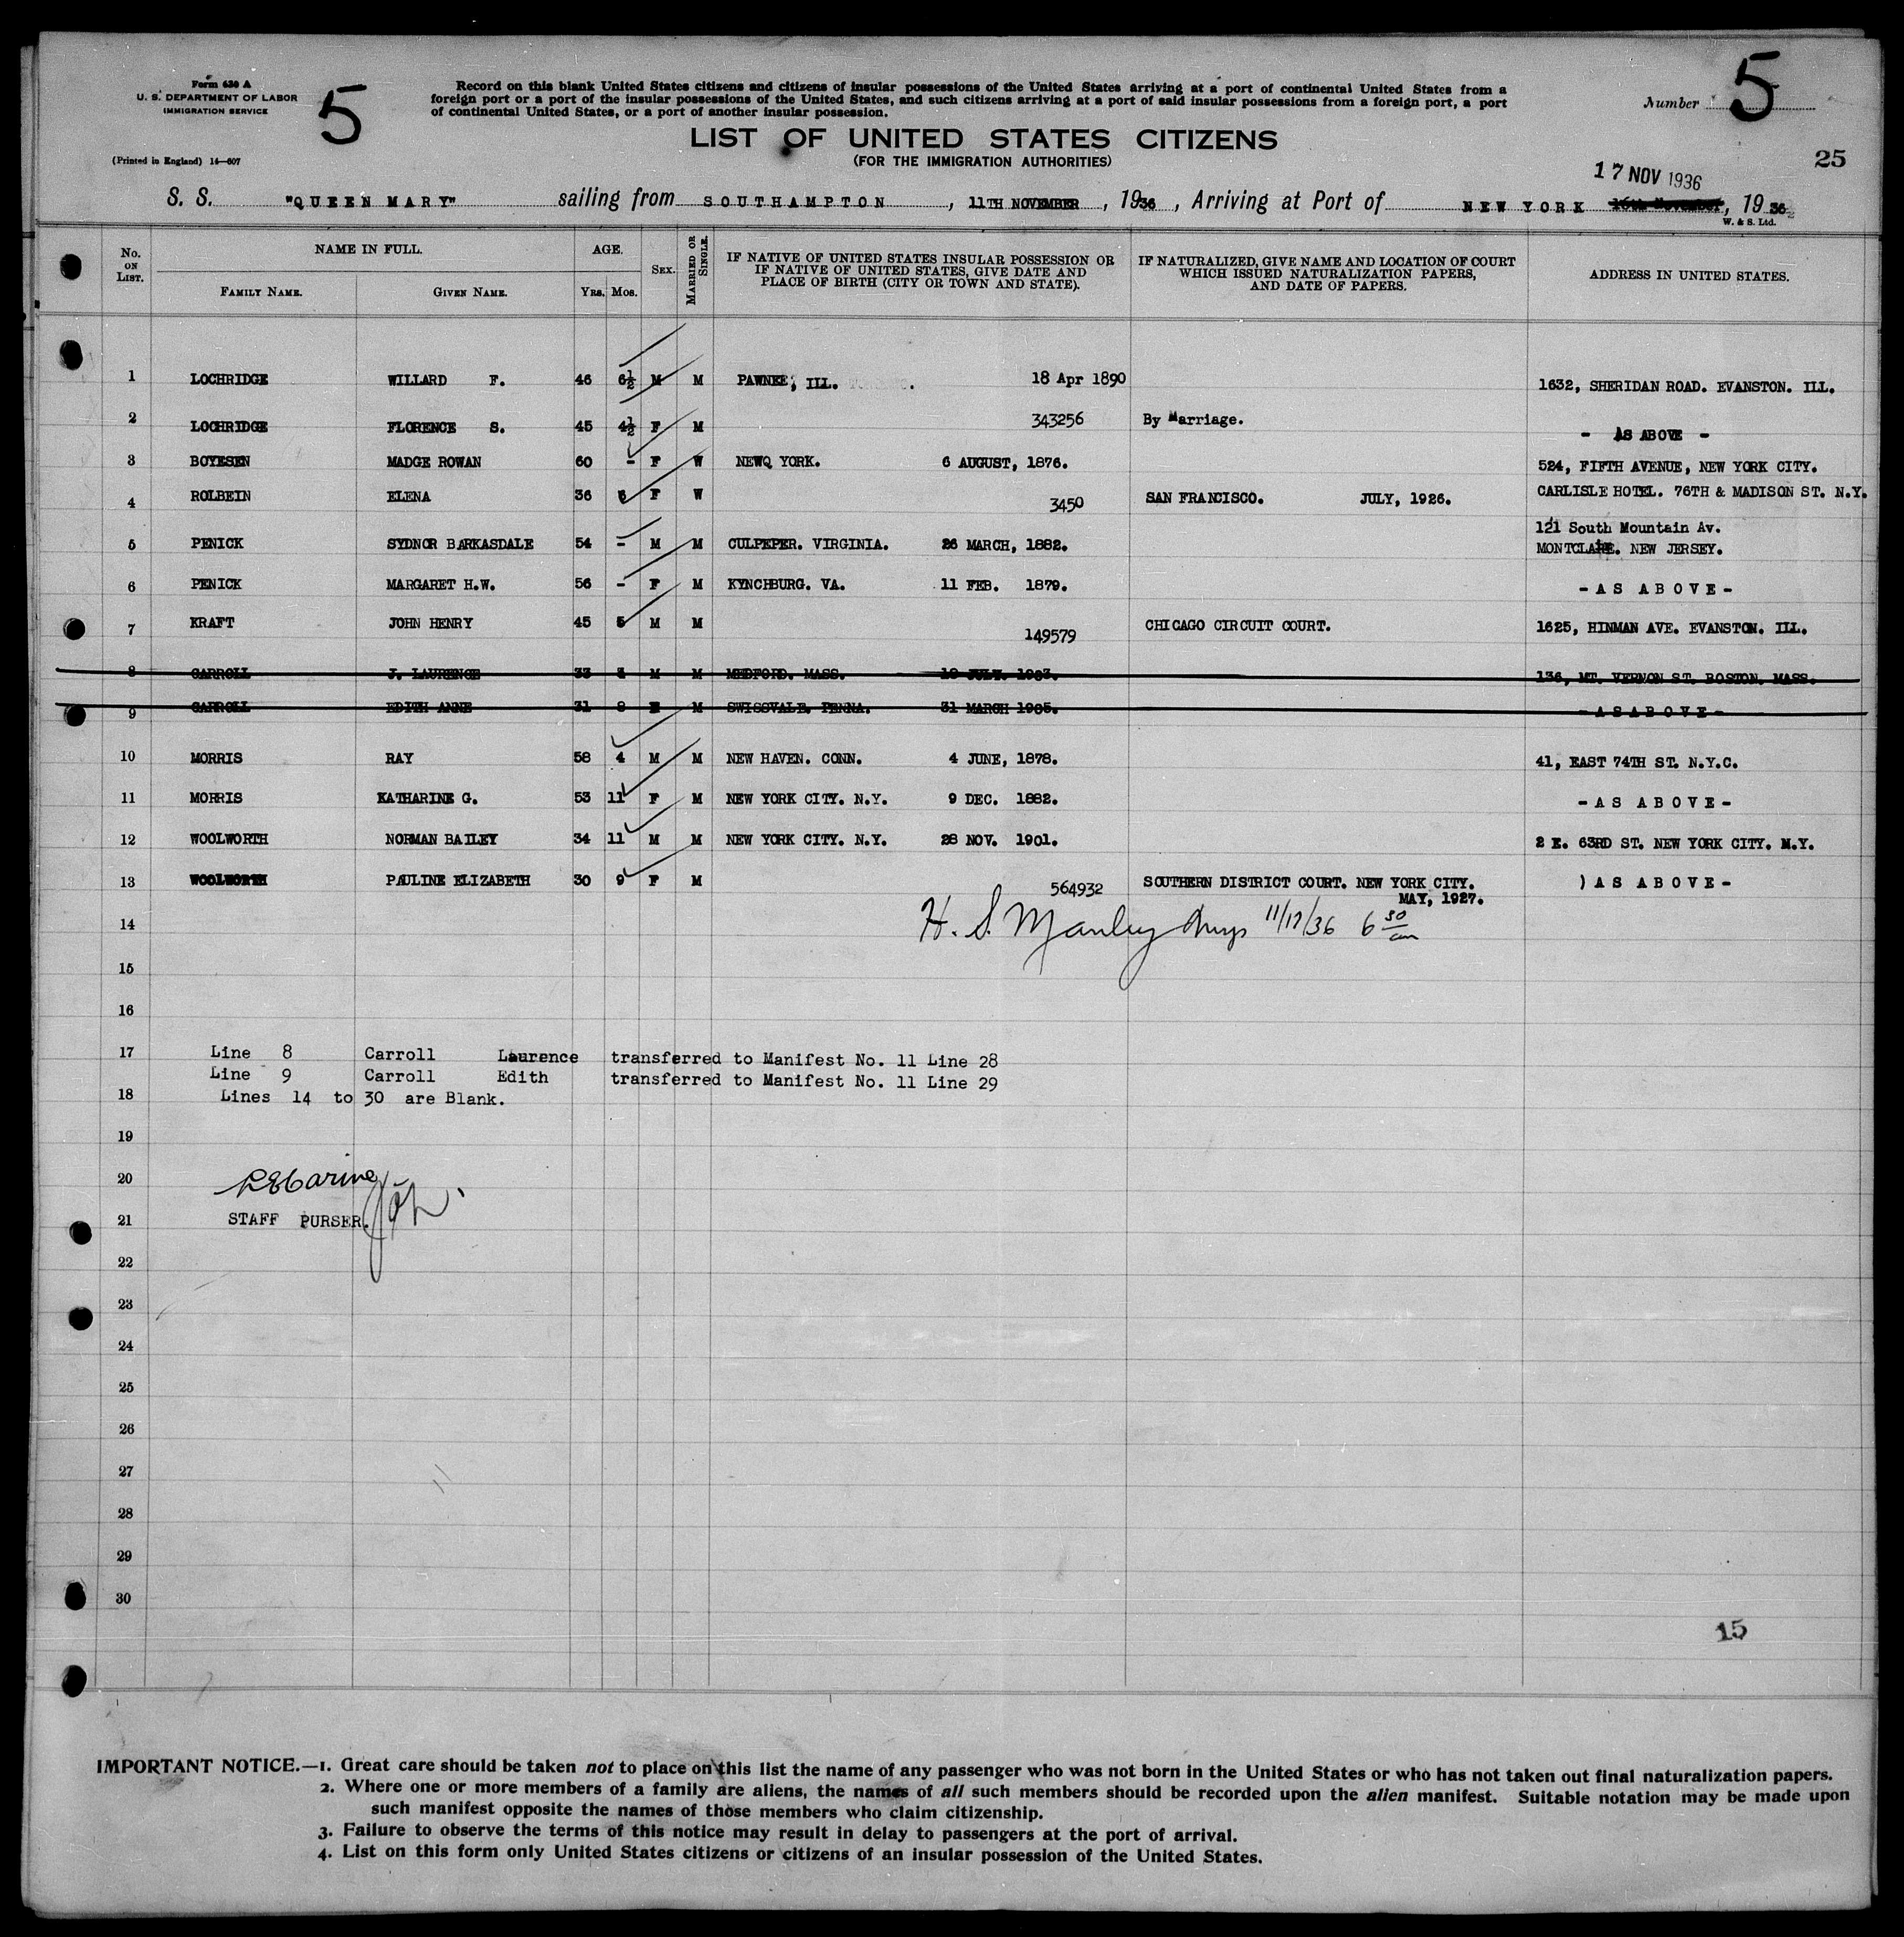 Form 630 A
U. S. DEPARTMENT OF LABOR
IMMIGRATION SERVICE
5
Record on this blank United States citizens and citizens of insular possessions of the United States arriving at a port of continental United States from a
foreign port or a port of the insular possessions of the United States, and such citizens arriving at a port of said insular possessions from a foreign port, a port
of continental United States, or a port of another insular possession.
Number 5
LIST OF UNITED STATES CITIZENS
(FOR THE IMMIGRATION AUTHORITIES)
(Printed in England) 14—607
25
17 NOV 1936
S. S. "QUEEN MARY" sailing from SOUTHAMPTON, 11TH NOVEMBER, 1936, Arriving at Port of NEW YORK 16th November, 1936
W. & S. Ltd.
No. ON LIST. NAME IN FULL. FAMILY NAME. GIVEN NAME. AGE. YRS. MOS. SEX. MARRIED OR SINGLE. IF NATIVE OF UNITED STATES INSULAR POSSESSION OR IF NATIVE OF UNITED STATES, GIVE DATE AND PLACE OF BIRTH (CITY OR TOWN AND STATE). IF NATURALIZED, GIVE NAME AND LOCATION OF COURT WHICH ISSUED NATURALIZATION PAPERS, AND DATE OF PAPERS. ADDRESS IN UNITED STATES.
1 LOCHRIDGE WILLARD F. 46 6½ M M PAWNEE, ILL. 18 Apr 1890 1632, SHERIDAN ROAD. EVANSTON. ILL.
2 LOCHRIDGE FLORENCE S. 45 4½ F M 343256 By Marriage. - AS ABOVE -
3 BOYESEN MADGE ROWAN 60 - F W NEWQ YORK. 6 AUGUST, 1876. 524, FIFTH AVENUE, NEW YORK CITY.
4 ROLBEIN ELENA 36 5 F W 3450 SAN FRANCISCO. JULY, 1926. CARLISLE HOTEL. 76TH & MADISON ST. N.Y.
121 South Mountain Av.
5 PENICK SYDNOR BARKASDALE 54 - M M CULPEPER. VIRGINIA. 26 MARCH, 1882. MONTCLAIRE. NEW JERSEY.
6 PENICK MARGARET H.W. 56 - F M KYNCHBURG. VA. 11 FEB. 1879. - AS ABOVE -
7 KRAFT JOHN HENRY 45 5 M M 149579 CHICAGO CIRCUIT COURT. 1625, HINMAN AVE. EVANSTON. ILL.
8 CARROLL J. LAURENCE 33 3 M M MEDFORD. MASS. 10 JULY. 1903. 136, MT. VERNON ST. BOSTON. MASS.
9 CARROLL EDITH ANNE 31 8 F M SWISSVALE. PENNA. 31 MARCH 1905. - AS ABOVE -
10 MORRIS RAY 58 4 M M NEW HAVEN. CONN. 4 JUNE, 1878. 41, EAST 74TH ST. N.Y.C.
11 MORRIS KATHARINE G. 53 11 F M NEW YORK CITY. N.Y. 9 DEC. 1882. - AS ABOVE -
12 WOOLWORTH NORMAN BAILEY 34 11 M M NEW YORK CITY. N.Y. 28 NOV. 1901. 2 E. 63RD ST. NEW YORK CITY. N.Y.
13 WOOLWORTH PAULINE ELIZABETH 30 9 F M 564932 SOUTHERN DISTRICT COURT. NEW YORK CITY. ) AS ABOVE -
MAY, 1927.
14 H. S. Manley 11/17/36 6 30 am
15
16
17 Line 8 Carroll Laurence transferred to Manifest No. 11 Line 28
Line 9 Carroll Edith transferred to Manifest No. 11 Line 29
18 Lines 14 to 30 are Blank.
19
20
21 STAFF PURSER.
22
23
24
25
26
27
28
29
30
15
IMPORTANT NOTICE.—1. Great care should be taken not to place on this list the name of any passenger who was not born in the United States or who has not taken out final naturalization papers.
2. Where one or more members of a family are aliens, the names of all such members should be recorded upon the alien manifest. Suitable notation may be made upon
such manifest opposite the names of those members who claim citizenship.
3. Failure to observe the terms of this notice may result in delay to passengers at the port of arrival.
4. List on this form only United States citizens or citizens of an insular possession of the United States.